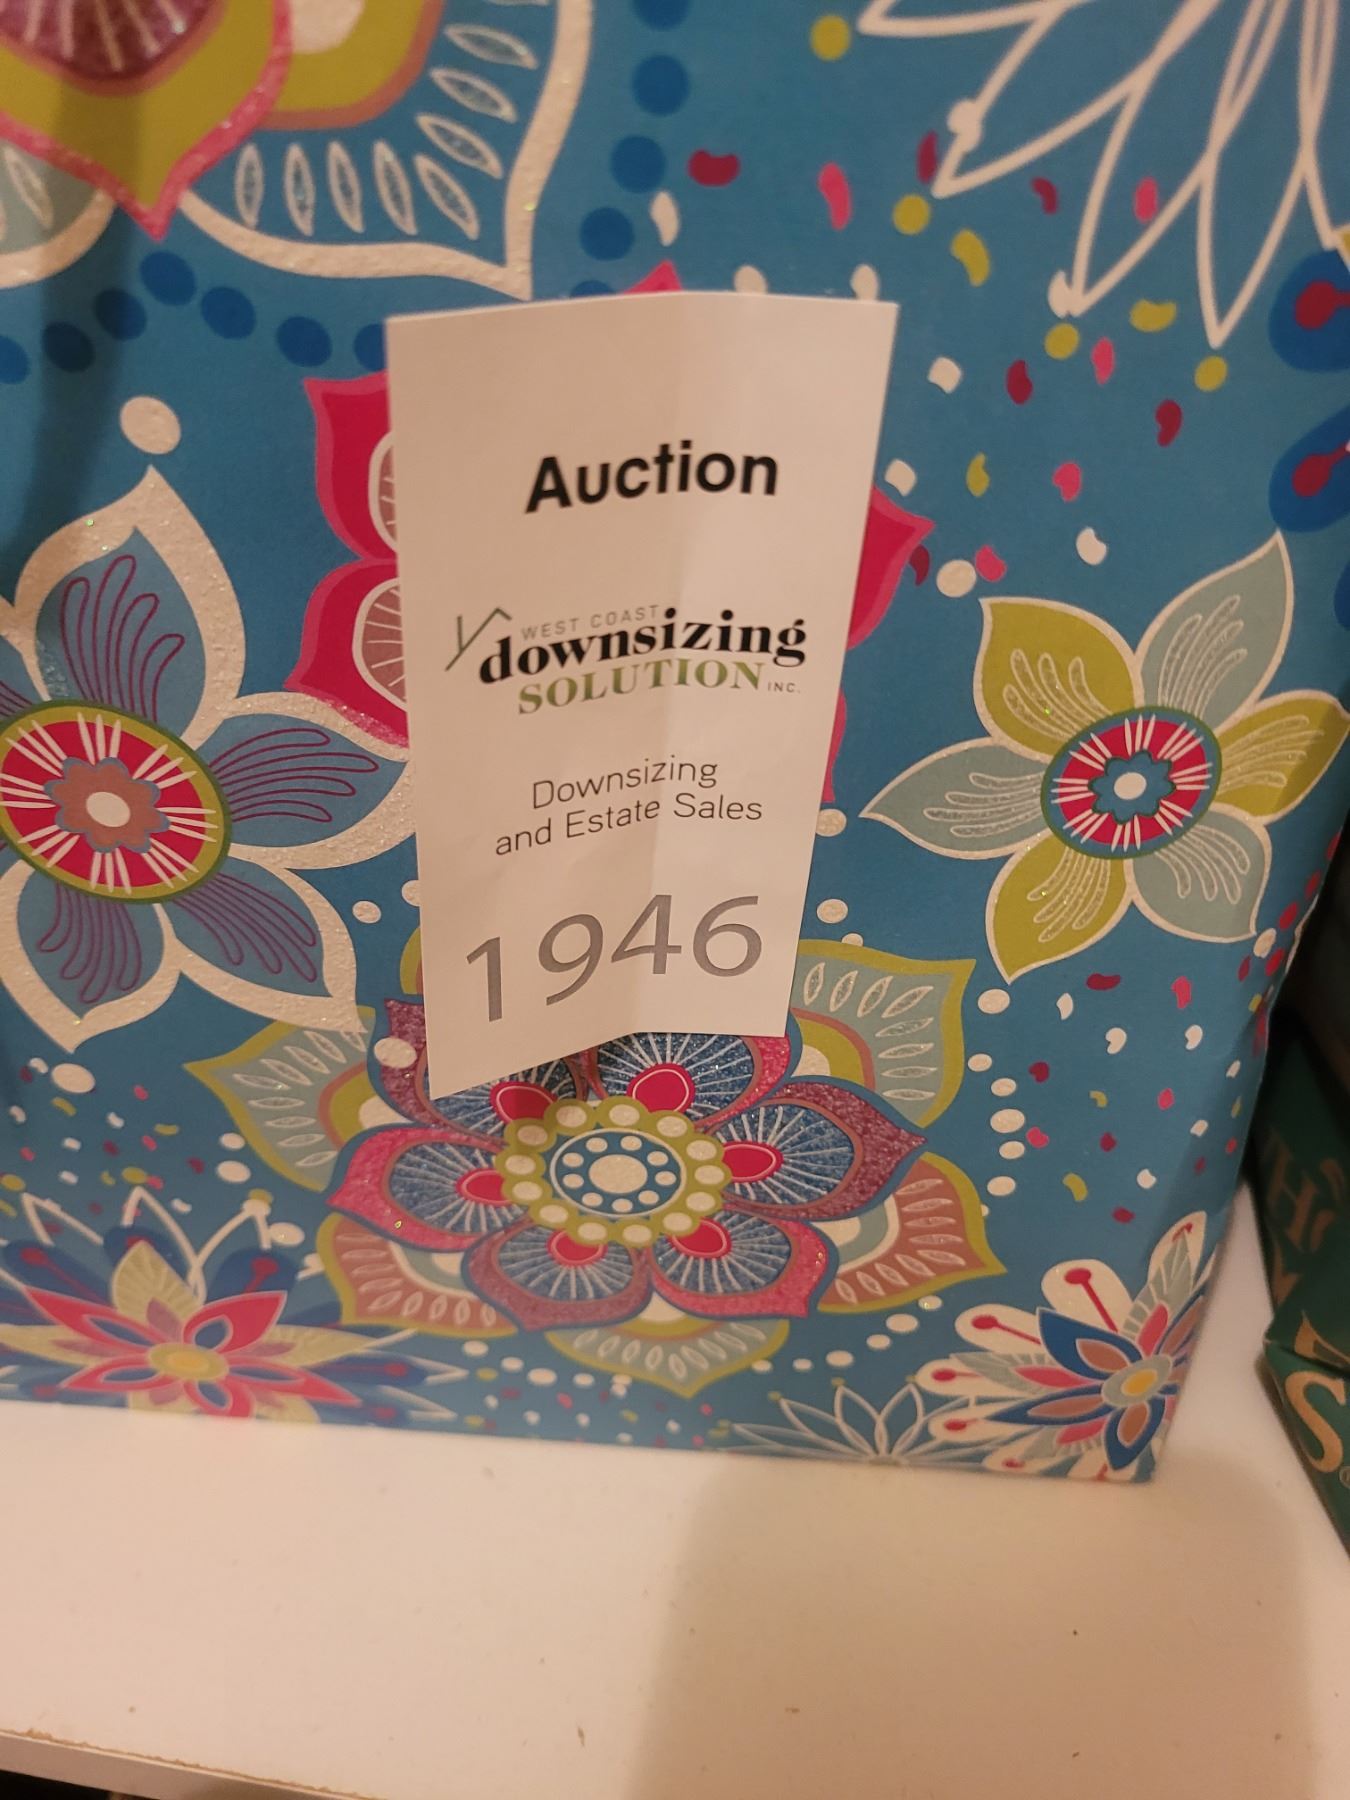 Auction
WEST COAST
downsizing
SOLUTION INC.
Downsizing
and Estate Sales
1946